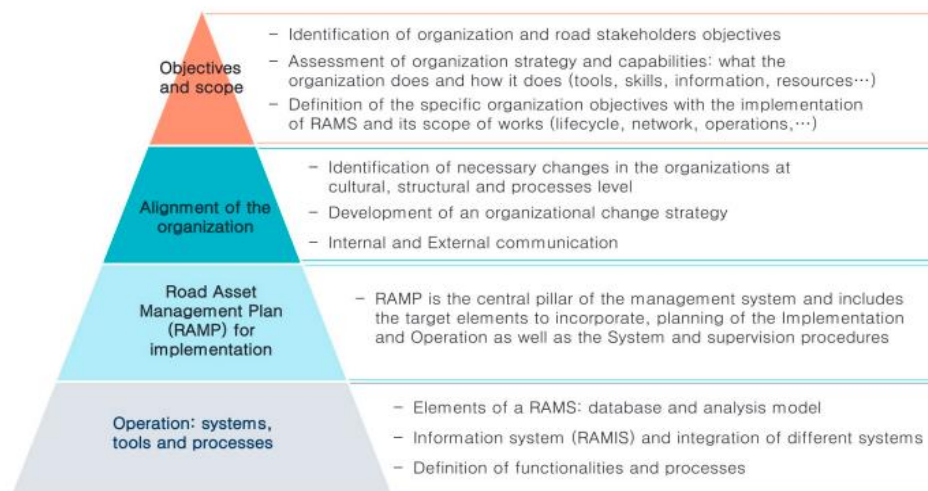 Objectives
and scope
- Identification of organization and road stakeholders objectives
- Assessment of organization strategy and capabilities: what the
organization does and how it does (tools, skills, information, resources…)
- Definition of the specific organization objectives with the implementation
of RAMS and its scope of works (lifecycle, network, operations,…)
Alignment of the
organization
- Identification of necessary changes in the organizations at
cultural, structural and processes level
- Development of an organizational change strategy
- Internal and External communication
Road Asset
Management Plan
(RAMP) for
implementation
- RAMP is the central pillar of the management system and includes
the target elements to incorporate, planning of the Implementation
and Operation as well as the System and supervision procedures
Operation: systems,
tools and processes
- Elements of a RAMS: database and analysis model
- Information system (RAMIS) and integration of different systems
- Definition of functionalities and processes